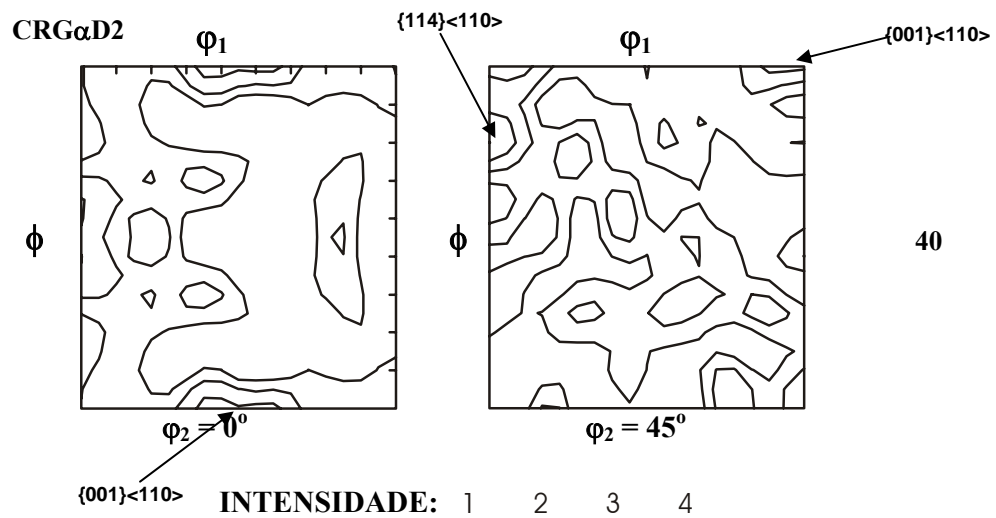 CRGαD2
{114}<110>
φ1
φ1
{001}<110>
ϕ
ϕ
40
φ2 = 0º
φ2 = 45º
{001}<110>
INTENSIDADE: 1 2 3 4